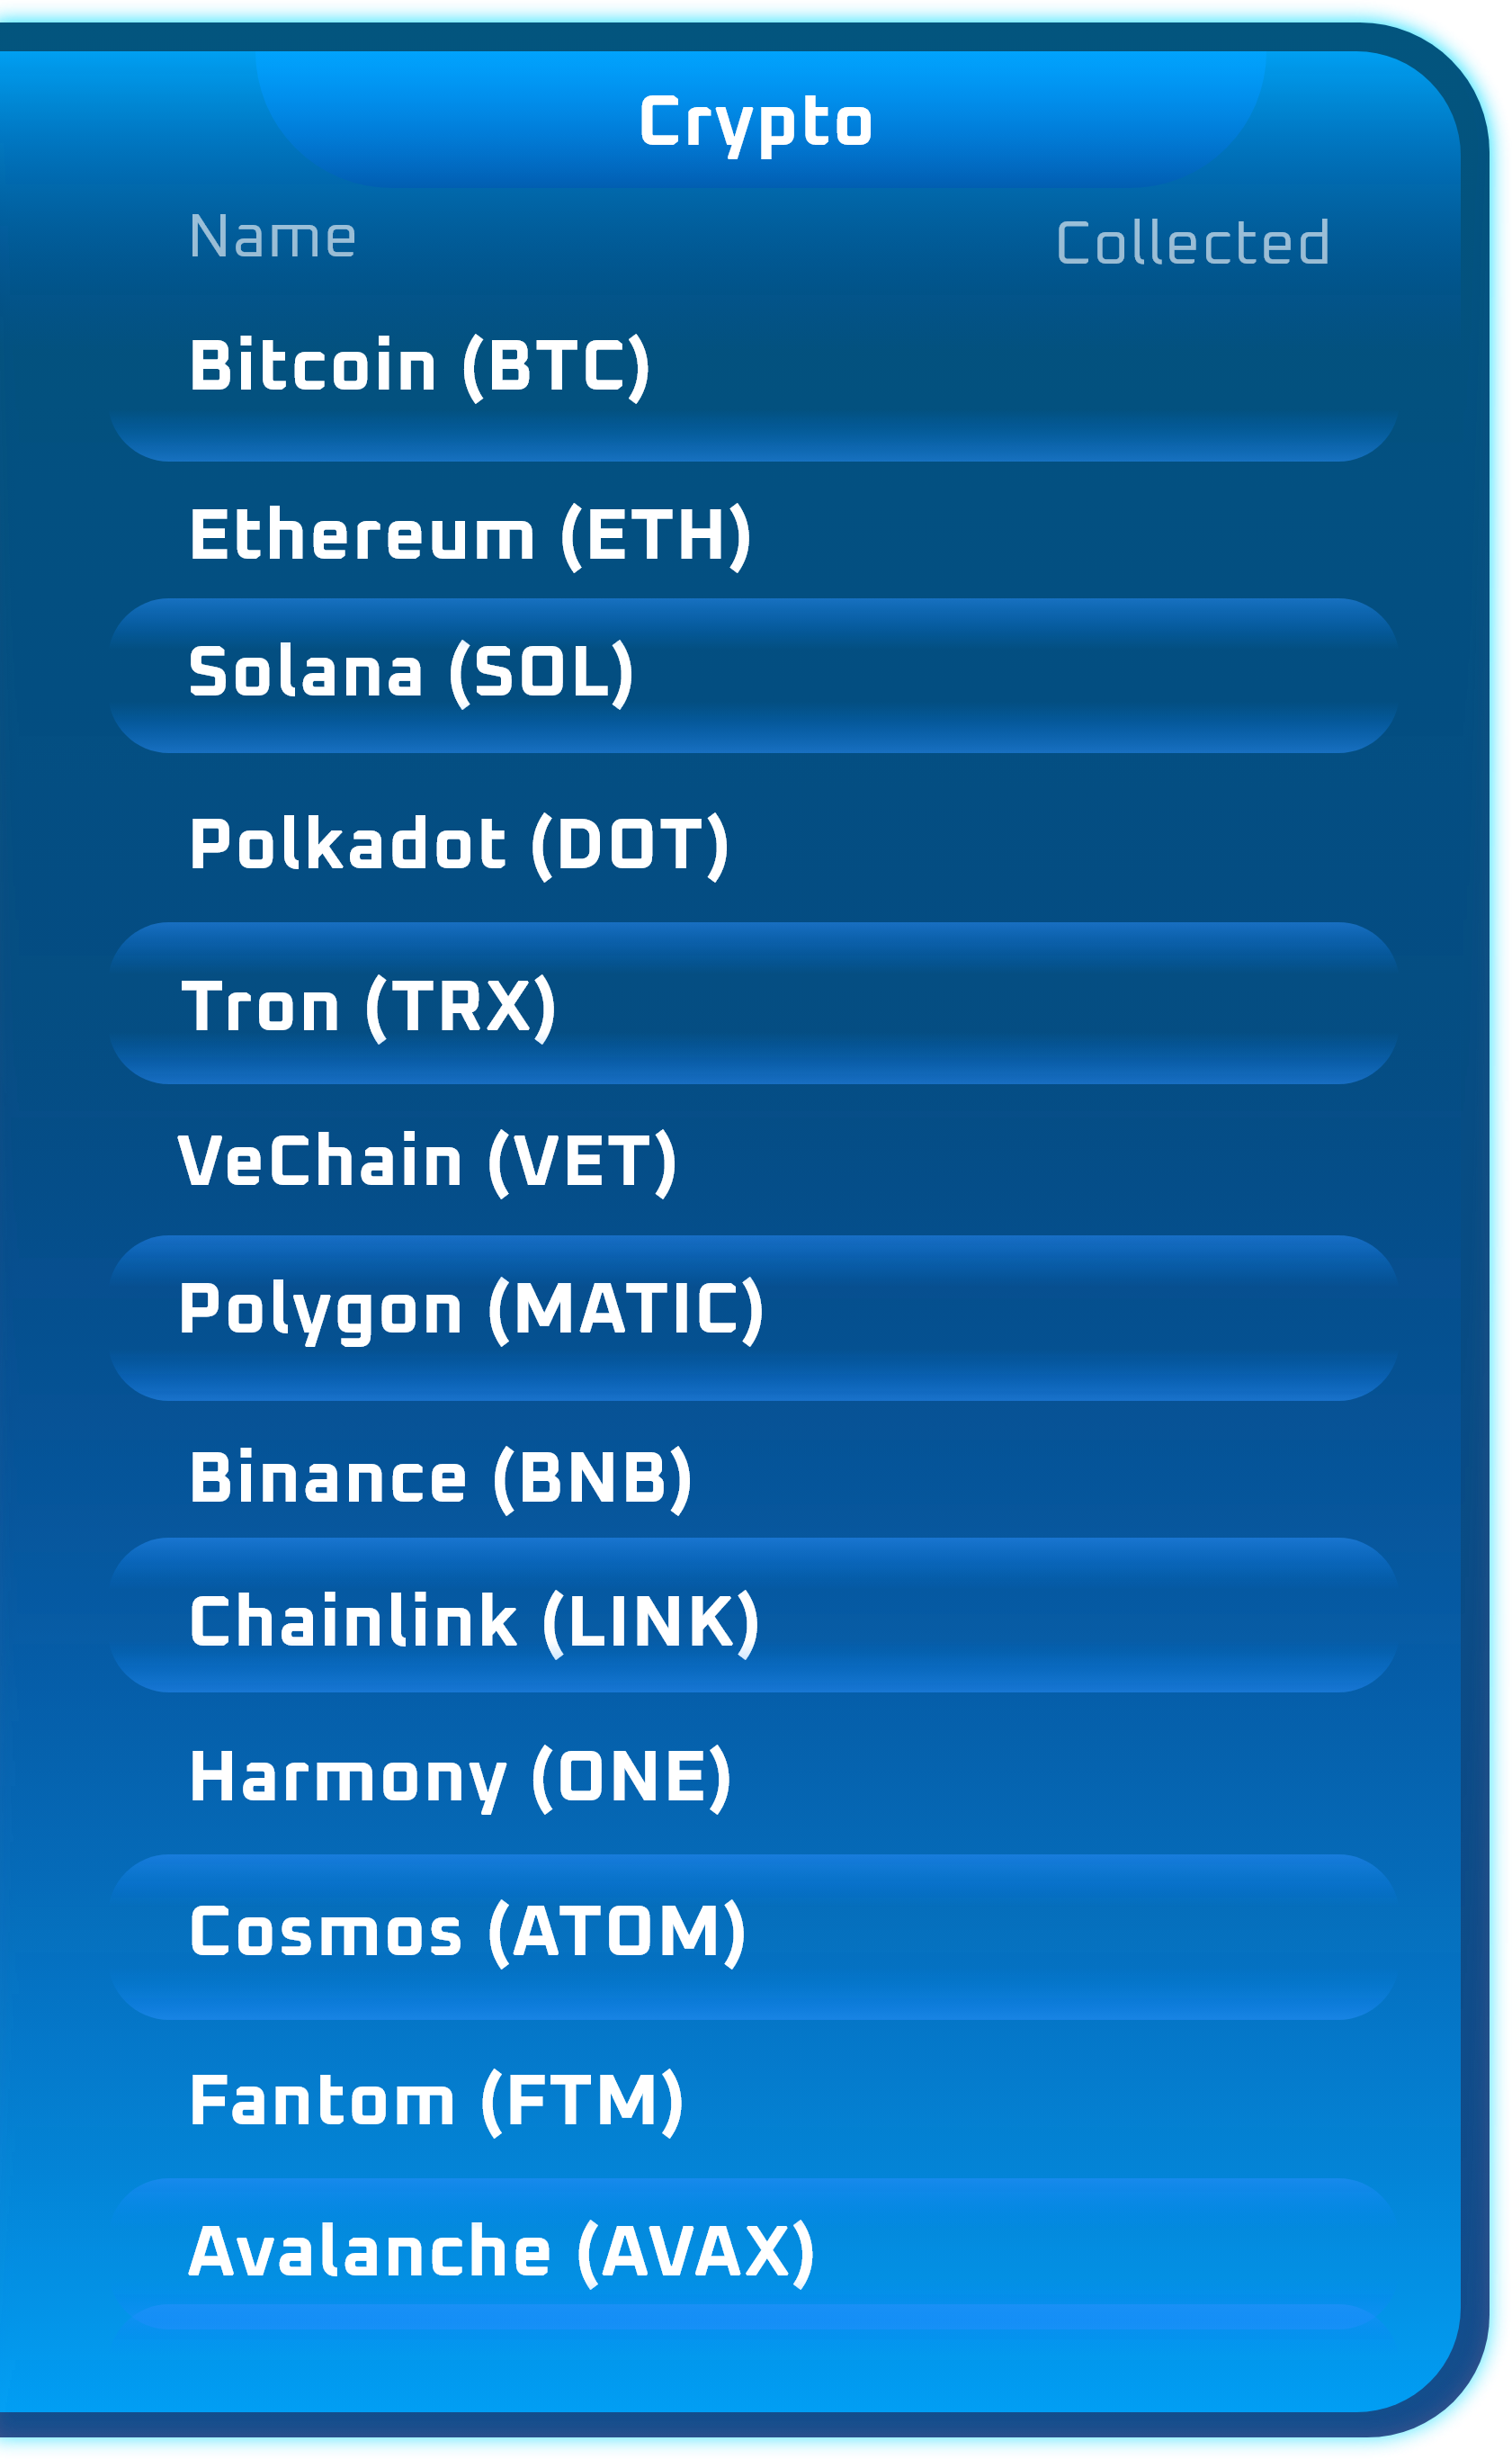 Crypto
Name Collected
Bitcoin (BTC)
Ethereum (ETH)
Solana (SOL)
Polkadot (DOT)
Tron (TRX)
VeChain (VET)
Polygon (MATIC)
Binance (BNB)
Chainlink (LINK)
Harmony (ONE)
Cosmos (ATOM)
Fantom (FTM)
Avalanche (AVAX)